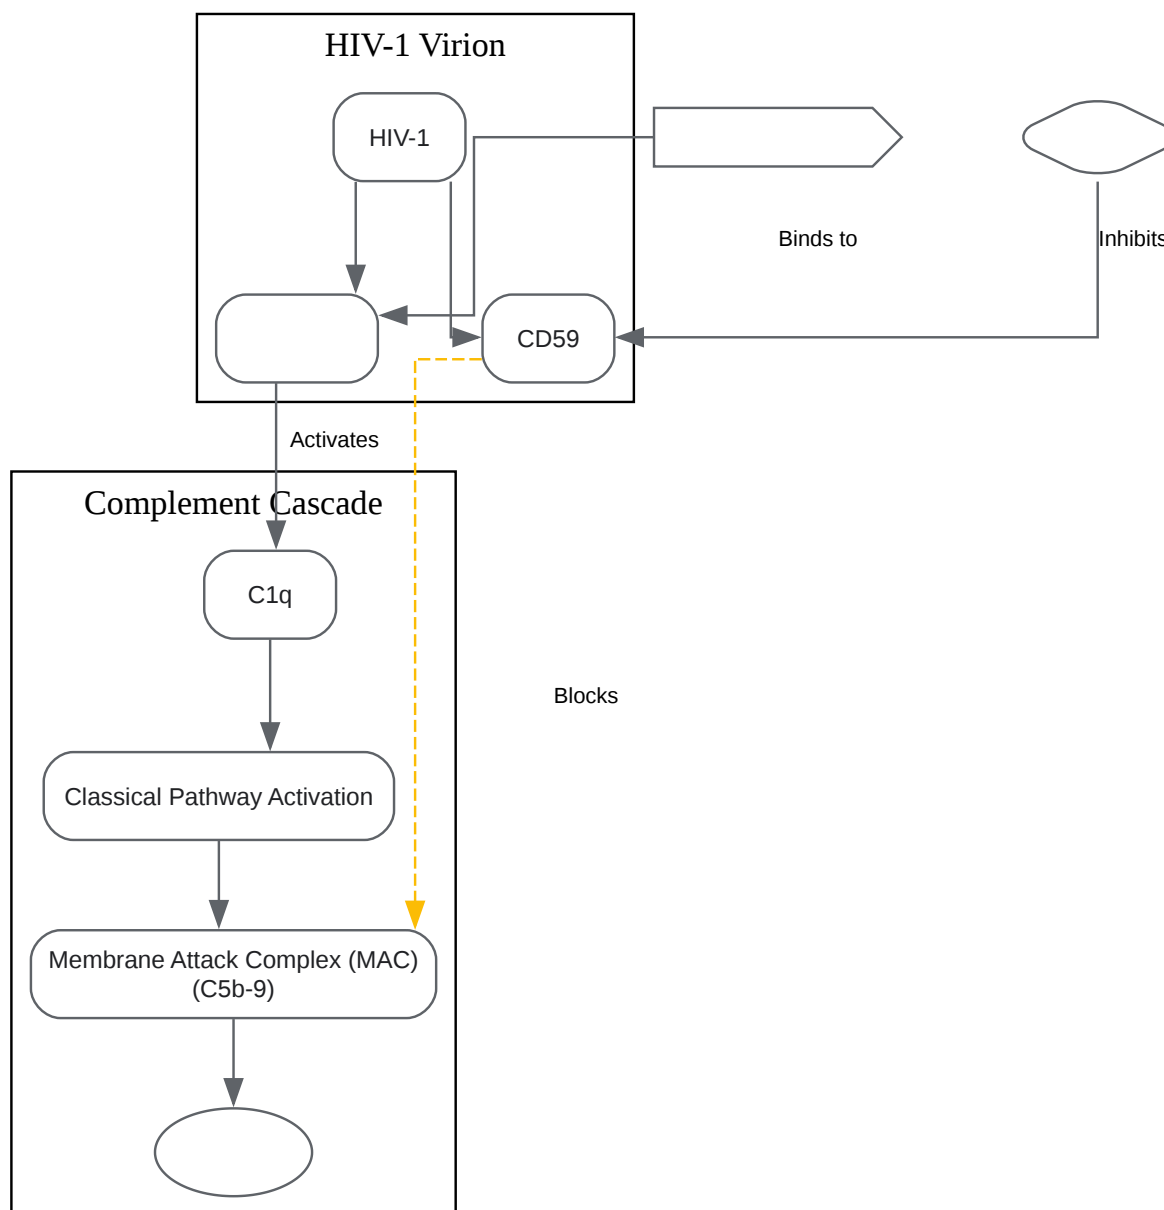 HIV-1 Virion
HIV-1
Binds to
Inhibits
CD59
Activates
Complement Cascade
C1q
Blocks
Classical Pathway Activation
Membrane Attack Complex (MAC)
(C5b-9)